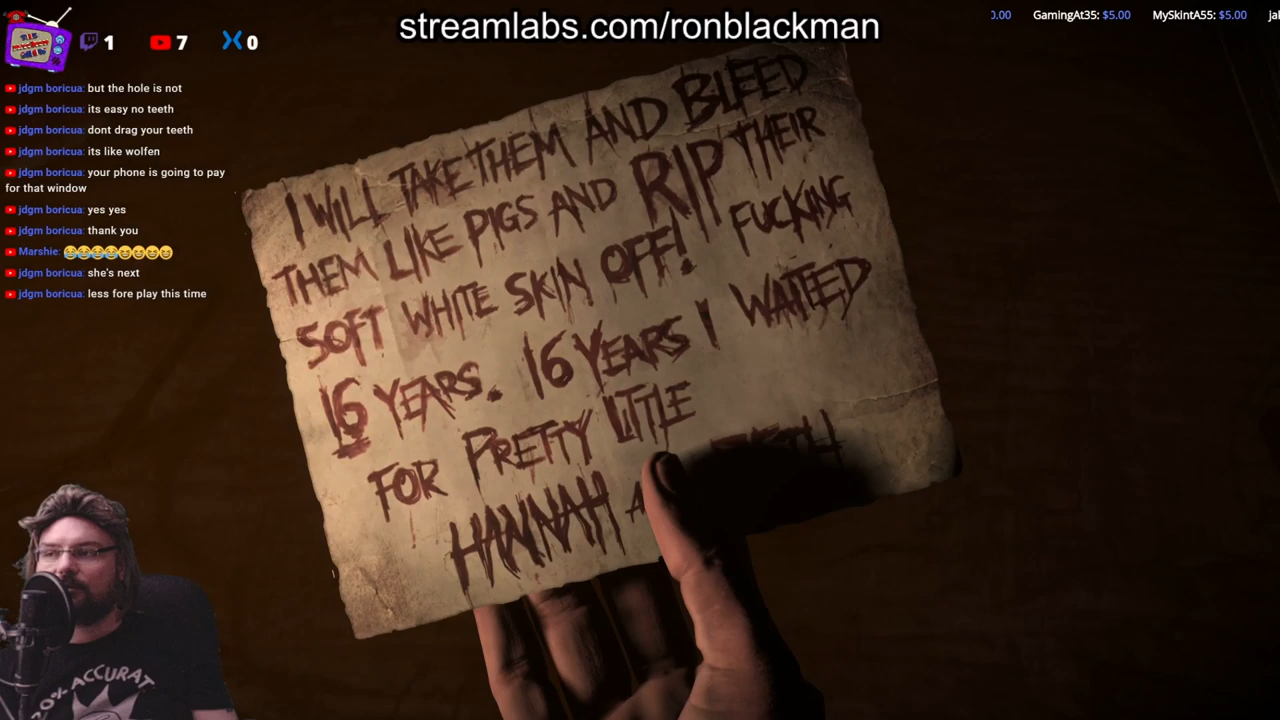 streamlabs.com/ronblackman
0.00 GamingAt35: $5.00 MySkintA55: $5.00 jal
1 7 0
jdgm boricua: but the hole is not
jdgm boricua: its easy no teeth
jdgm boricua: dont drag your teeth
jdgm boricua: its like wolfen
jdgm boricua: your phone is going to pay
for that window
jdgm boricua: yes yes
jdgm boricua: thank you
Marshie: 😂😂😂😂😆😆😆😆😆
jdgm boricua: she's next
jdgm boricua: less fore play this time
I WILL TAKE THEM AND BLEED
THEM LIKE PIGS AND RIP THEIR
SOFT WHITE SKIN OFF! FUCKING
16 YEARS. 16 YEARS I WAITED
FOR PRETTY LITTLE
HANNAH
ACCURAT